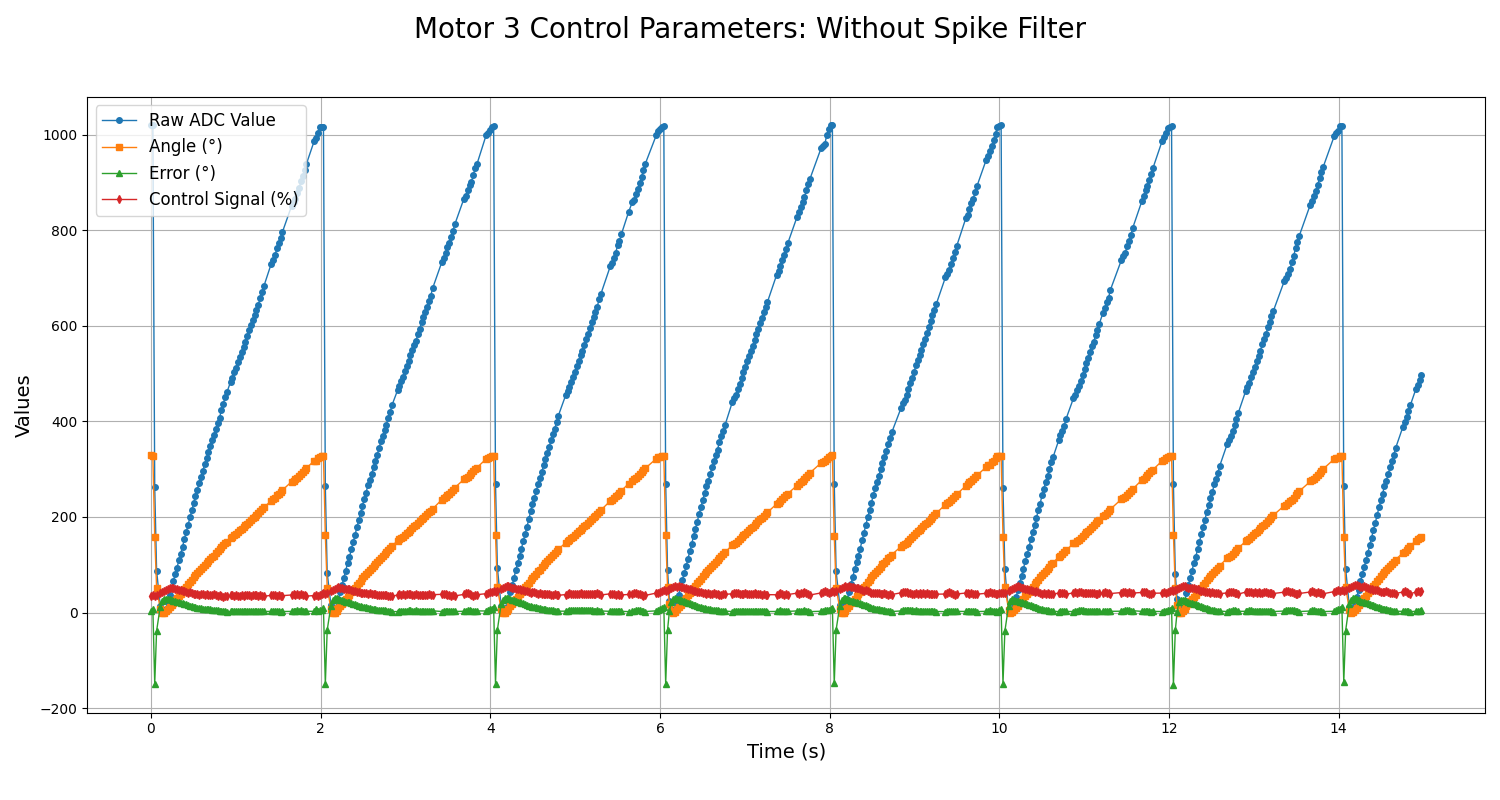 Motor 3 Control Parameters: Without Spike Filter
Raw ADC Value
Angle (°)
Error (°)
Control Signal (%)
1000
800
600
400
200
0
−200
Values
0 2 4 6 8 10 12 14
Time (s)